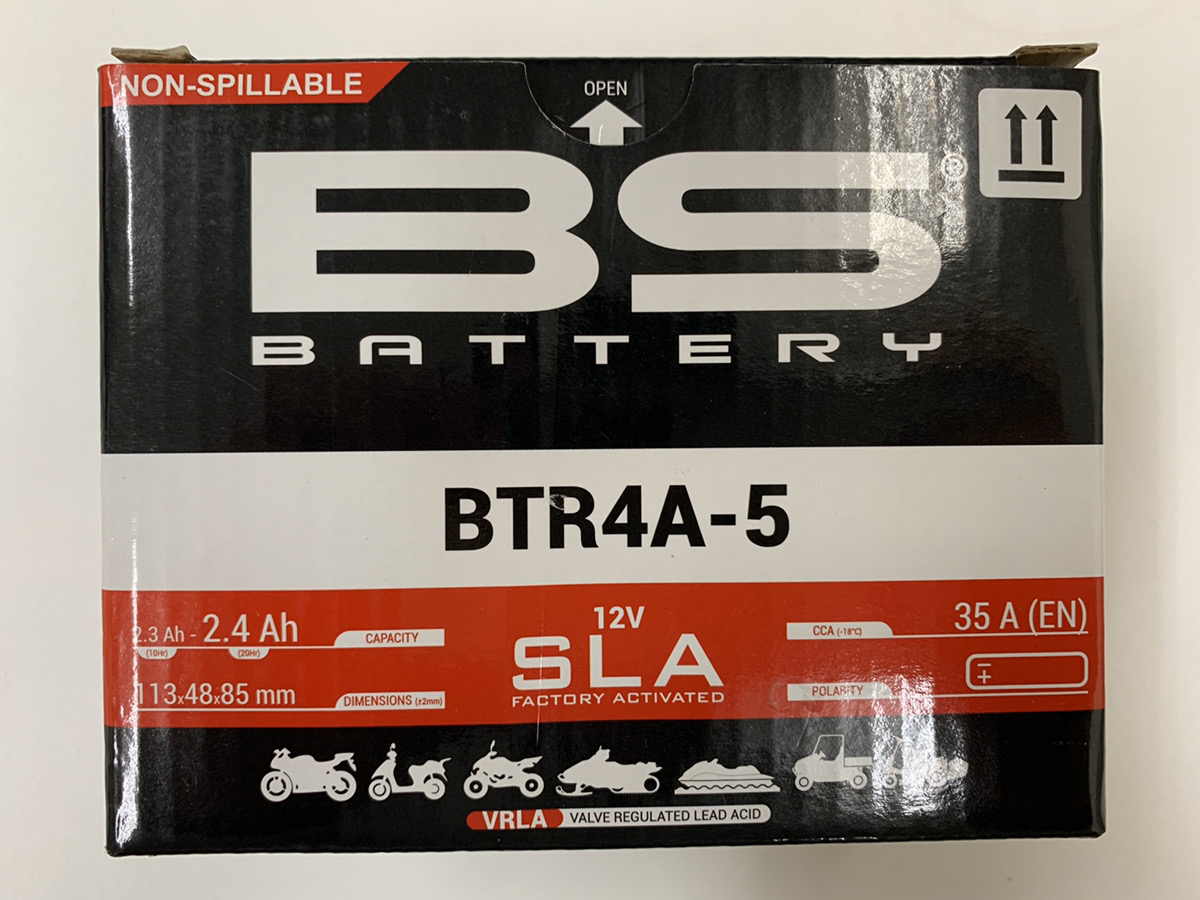 NON-SPILLABLE
OPEN
BS®
BATTERY
BTR4A-5
2.3 Ah - 2.4 Ah CAPACITY
(10Hr) (20Hr)
113x48x85 mm DIMENSIONS (±2mm)
12V
SLA
FACTORY ACTIVATED
CCA (-18°C) 35 A (EN)
POLARITY - +
VRLA VALVE REGULATED LEAD ACID